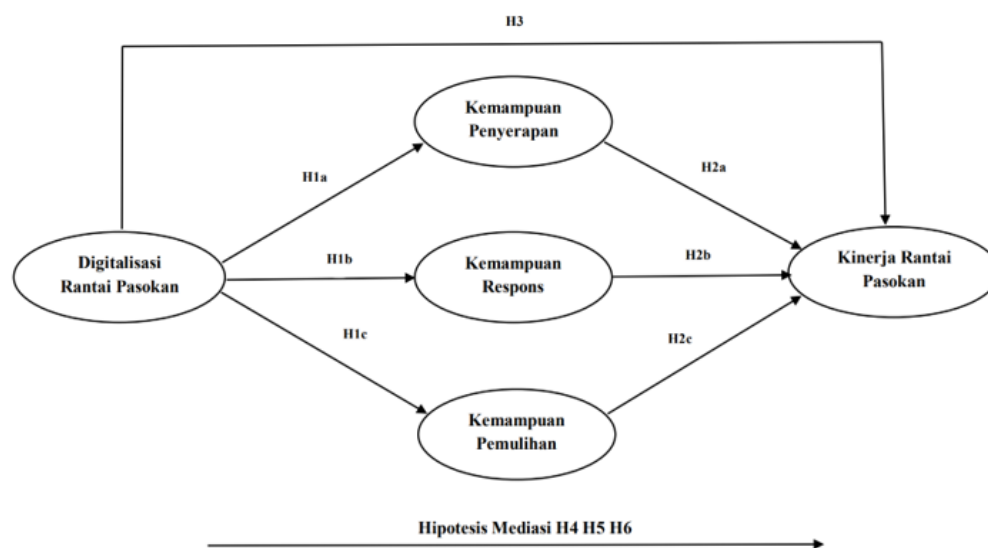 H3
Kemampuan
Penyerapan
H1a
H2a
Digitalisasi
Rantai Pasokan
H1b
Kemampuan
Respons
H2b
Kinerja Rantai
Pasokan
H1c
H2c
Kemampuan
Pemulihan
Hipotesis Mediasi H4 H5 H6